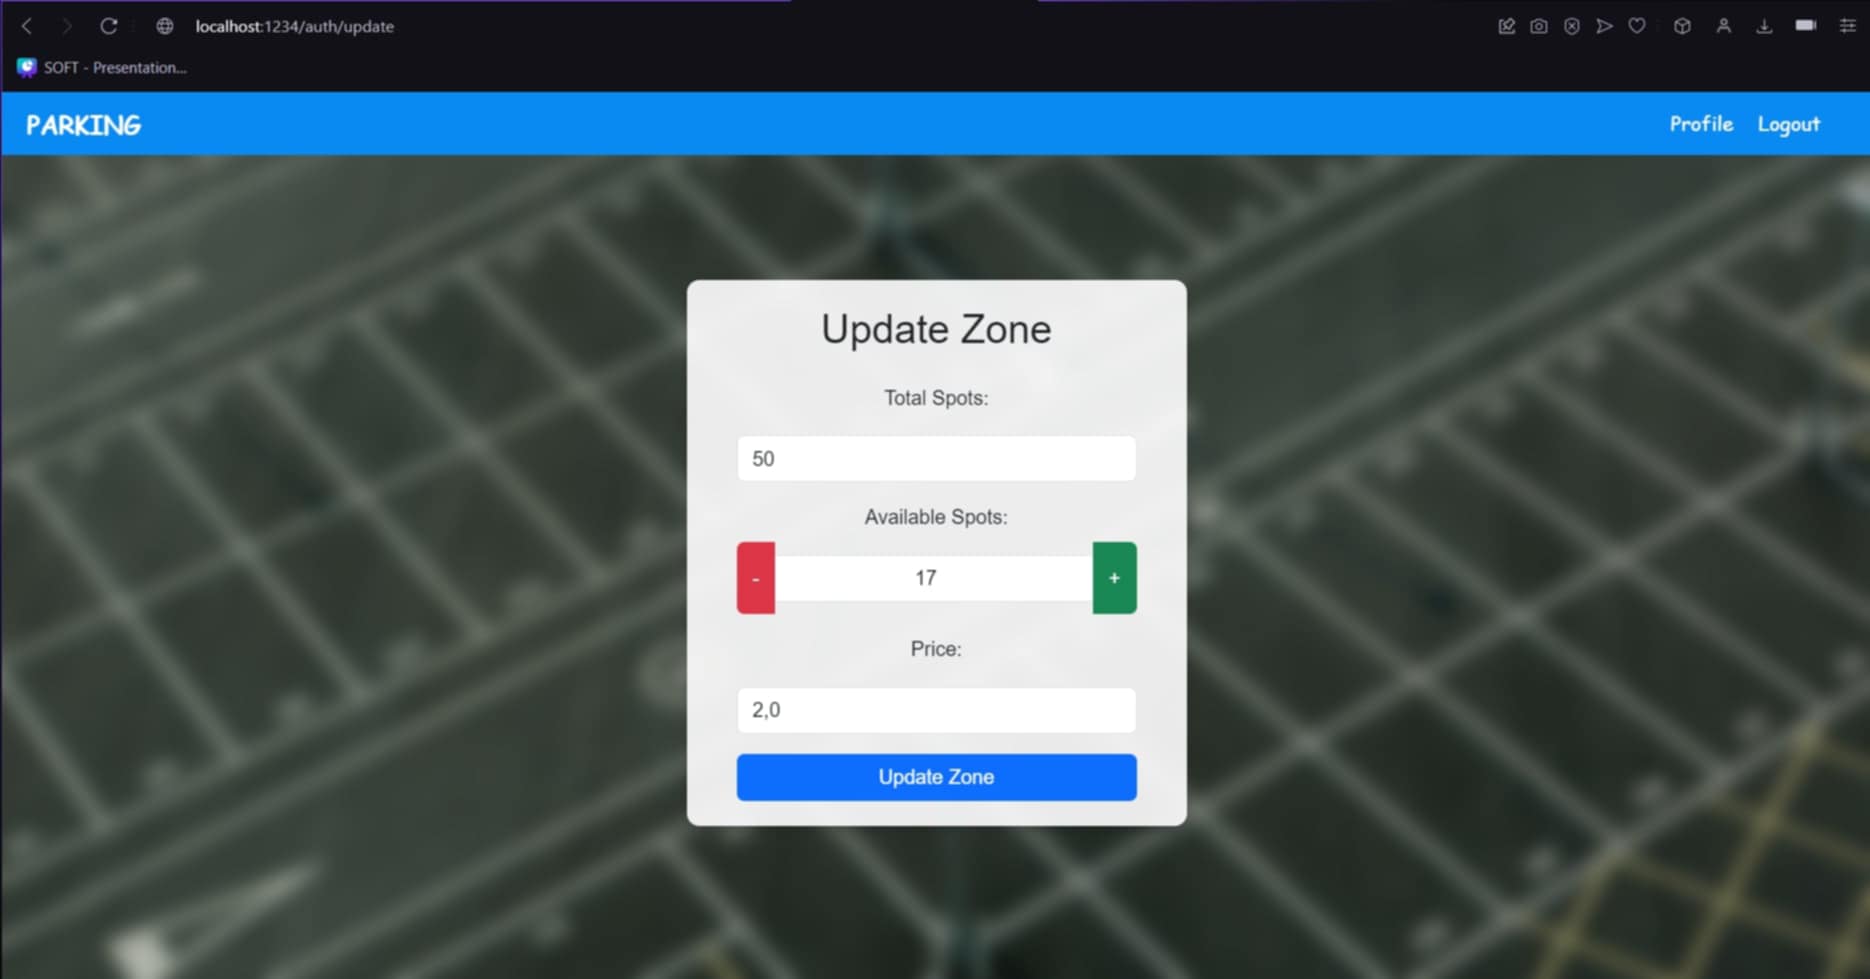 localhost:1234/auth/update
SOFT - Presentation...
PARKING
Profile Logout
Update Zone
Total Spots:
50
Available Spots:
- 17 +
Price:
2,0
Update Zone